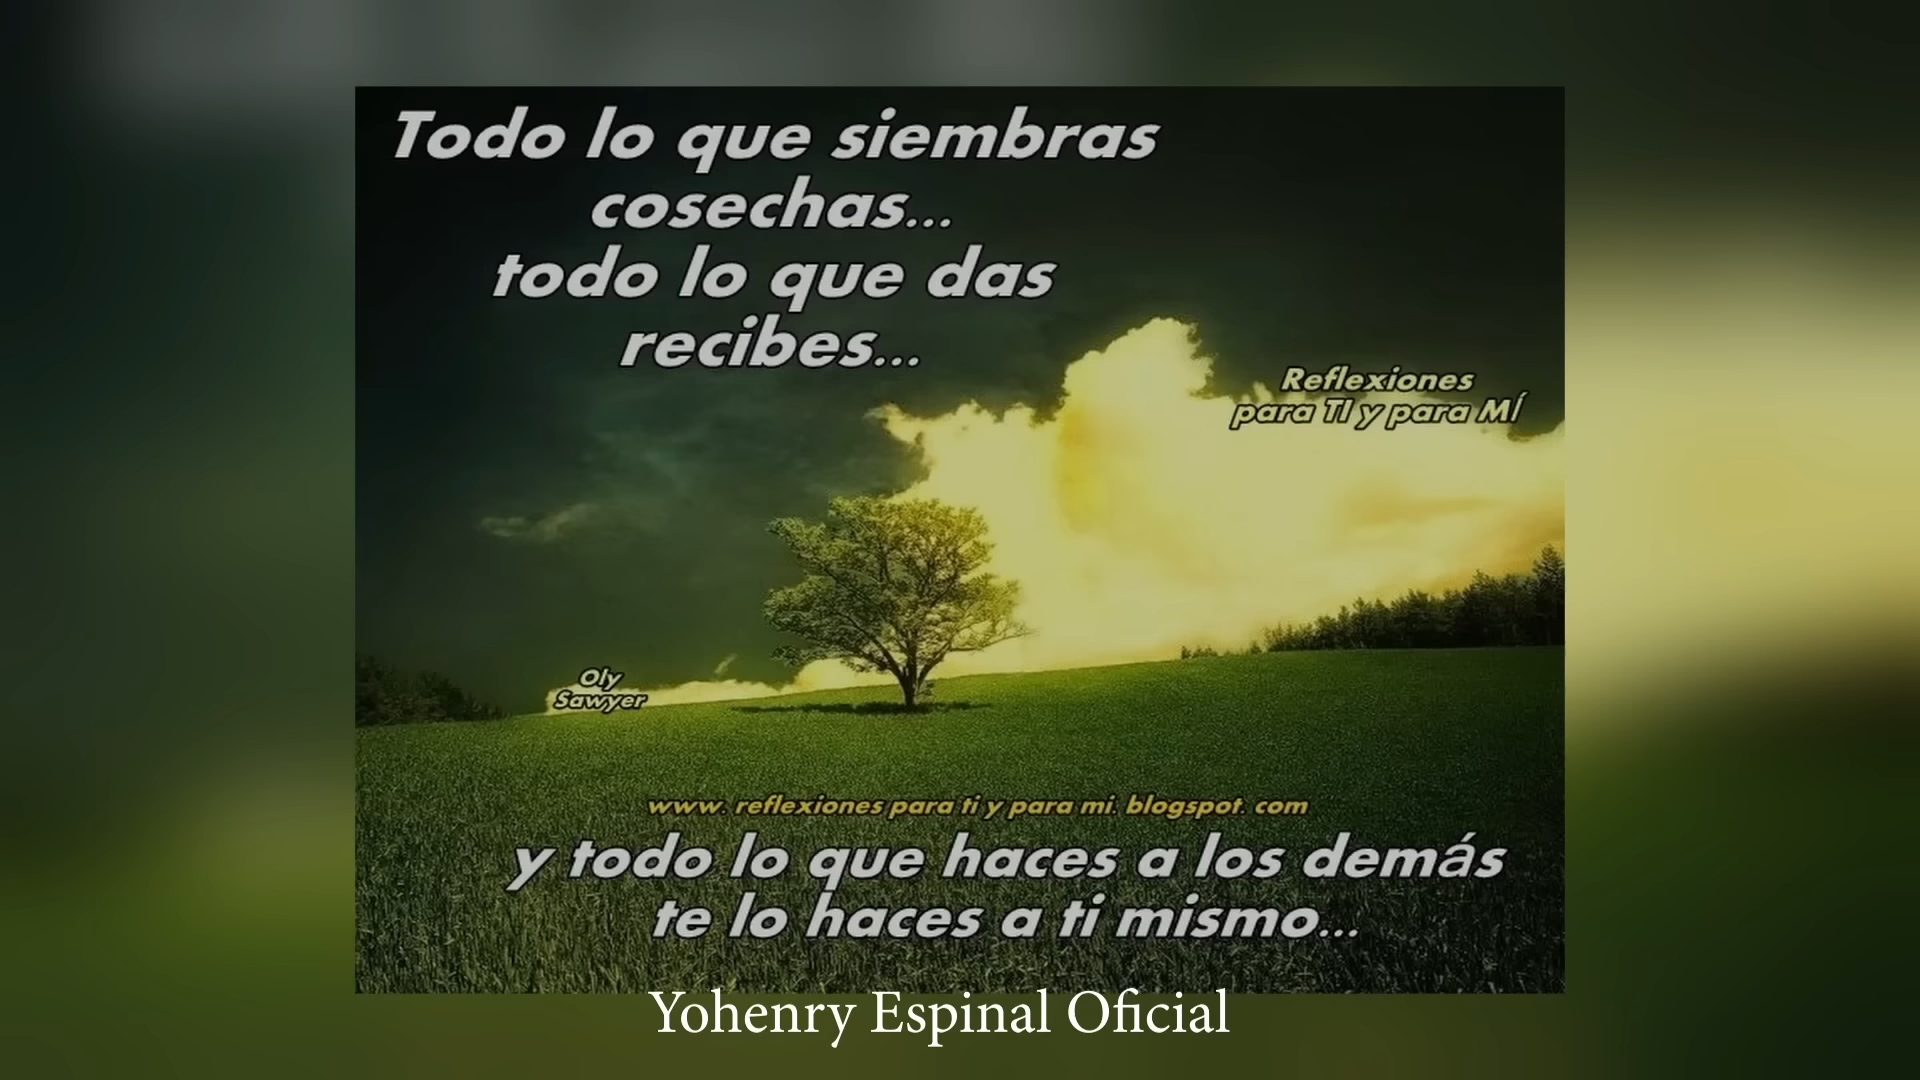 Todo lo que siembras
cosechas...
todo lo que das
recibes...
Reflexiones
para TI y para MÍ
Oly
Sawyer
www. reflexiones para ti y para mi. blogspot. com
y todo lo que haces a los demás
te lo haces a ti mismo...
Yohenry Espinal Oficial